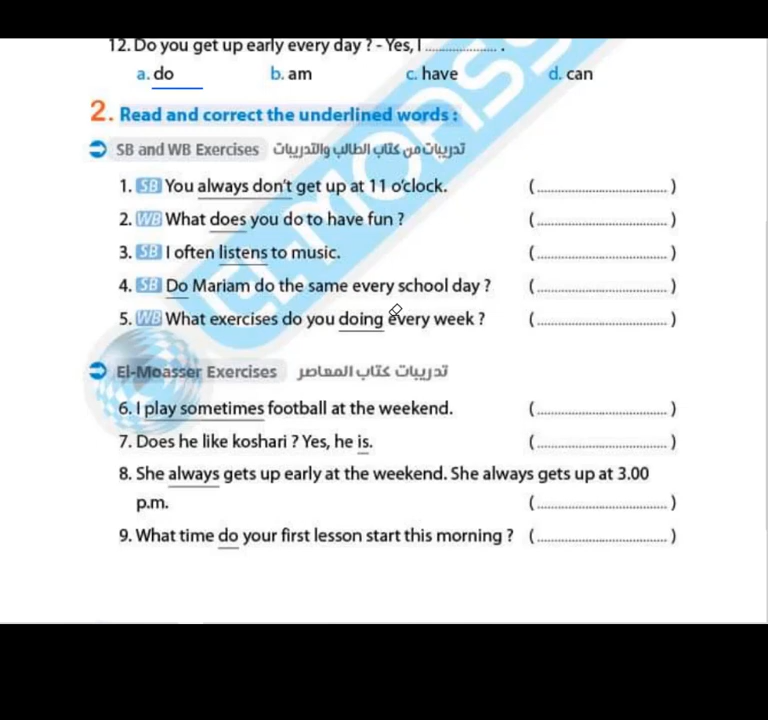 12. Do you get up early every day ? - Yes, I .................... .
a. do b. am c. have d. can
2. Read and correct the underlined words :
SB and WB Exercises تدريبات من كتاب الطالب والتدريبات
1. SB You always don't get up at 11 o'clock. (....................................)
2. WB What does you do to have fun ? (....................................)
3. SB I often listens to music. (....................................)
4. SB Do Mariam do the same every school day ? (....................................)
5. WB What exercises do you doing every week ? (....................................)
El-Moasser Exercises تدريبات كتاب المعاصر
6. I play sometimes football at the weekend. (....................................)
7. Does he like koshari ? Yes, he is. (....................................)
8. She always gets up early at the weekend. She always gets up at 3.00
p.m. (....................................)
9. What time do your first lesson start this morning ? (....................................)